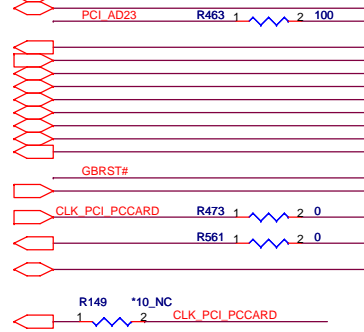 PCI_AD23 R463 1 2 100
GBRST#
CLK_PCI_PCCARD R473 1 2 0
R561 1 2 0
R149 *10_NC
1 2 CLK_PCI_PCCARD